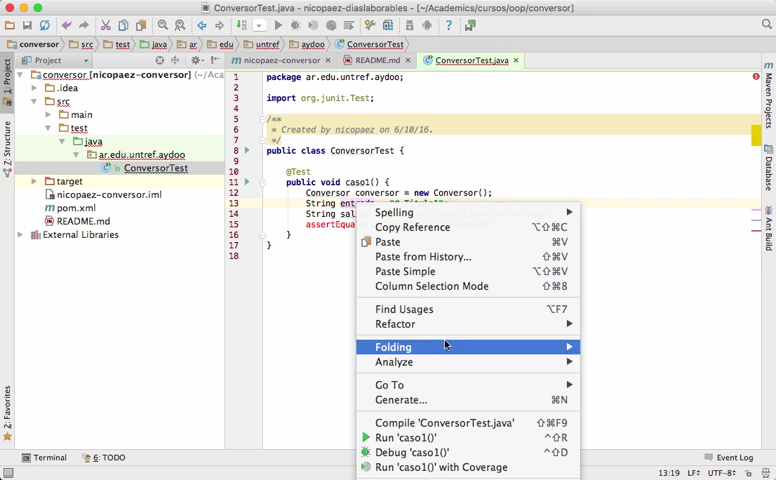 ConversorTest.java - nicopaez-diaslaborables - [~/Academics/cursos/oop/conversor]
conversor src test java ar edu untref aydoo ConversorTest
Project
nicopaez-conversor
README.md
ConversorTest.java
1: Project
Z: Structure
2: Favorites
conversor [nicopaez-conversor] (~/Aca
.idea
src
main
test
java
ar.edu.untref.aydoo
ConversorTest
target
nicopaez-conversor.iml
pom.xml
README.md
External Libraries
1 package ar.edu.untref.aydoo;
2
3 import org.junit.Test;
4
5 /**
6 * Created by nicopaez on 6/10/16.
7 */
8 public class ConversorTest {
9
10 @Test
11 public void caso1() {
12 Conversor conversor = new Conversor();
13 String entrada
14 String sal
15 assertEqua
16 }
17 }
18
Spelling
Copy Reference ⌥⇧⌘C
Paste ⌘V
Paste from History... ⇧⌘V
Paste Simple ⌥⇧⌘V
Column Selection Mode ⇧⌘8
Find Usages ⌥F7
Refactor
Folding
Analyze
Go To
Generate... ⌘N
Compile 'ConversorTest.java' ⇧⌘F9
Run 'caso1()' ^⇧R
Debug 'caso1()' ^⇧D
Run 'caso1()' with Coverage
Maven Projects
Database
Ant Build
Terminal
6: TODO
Event Log
13:19 LF UTF-8